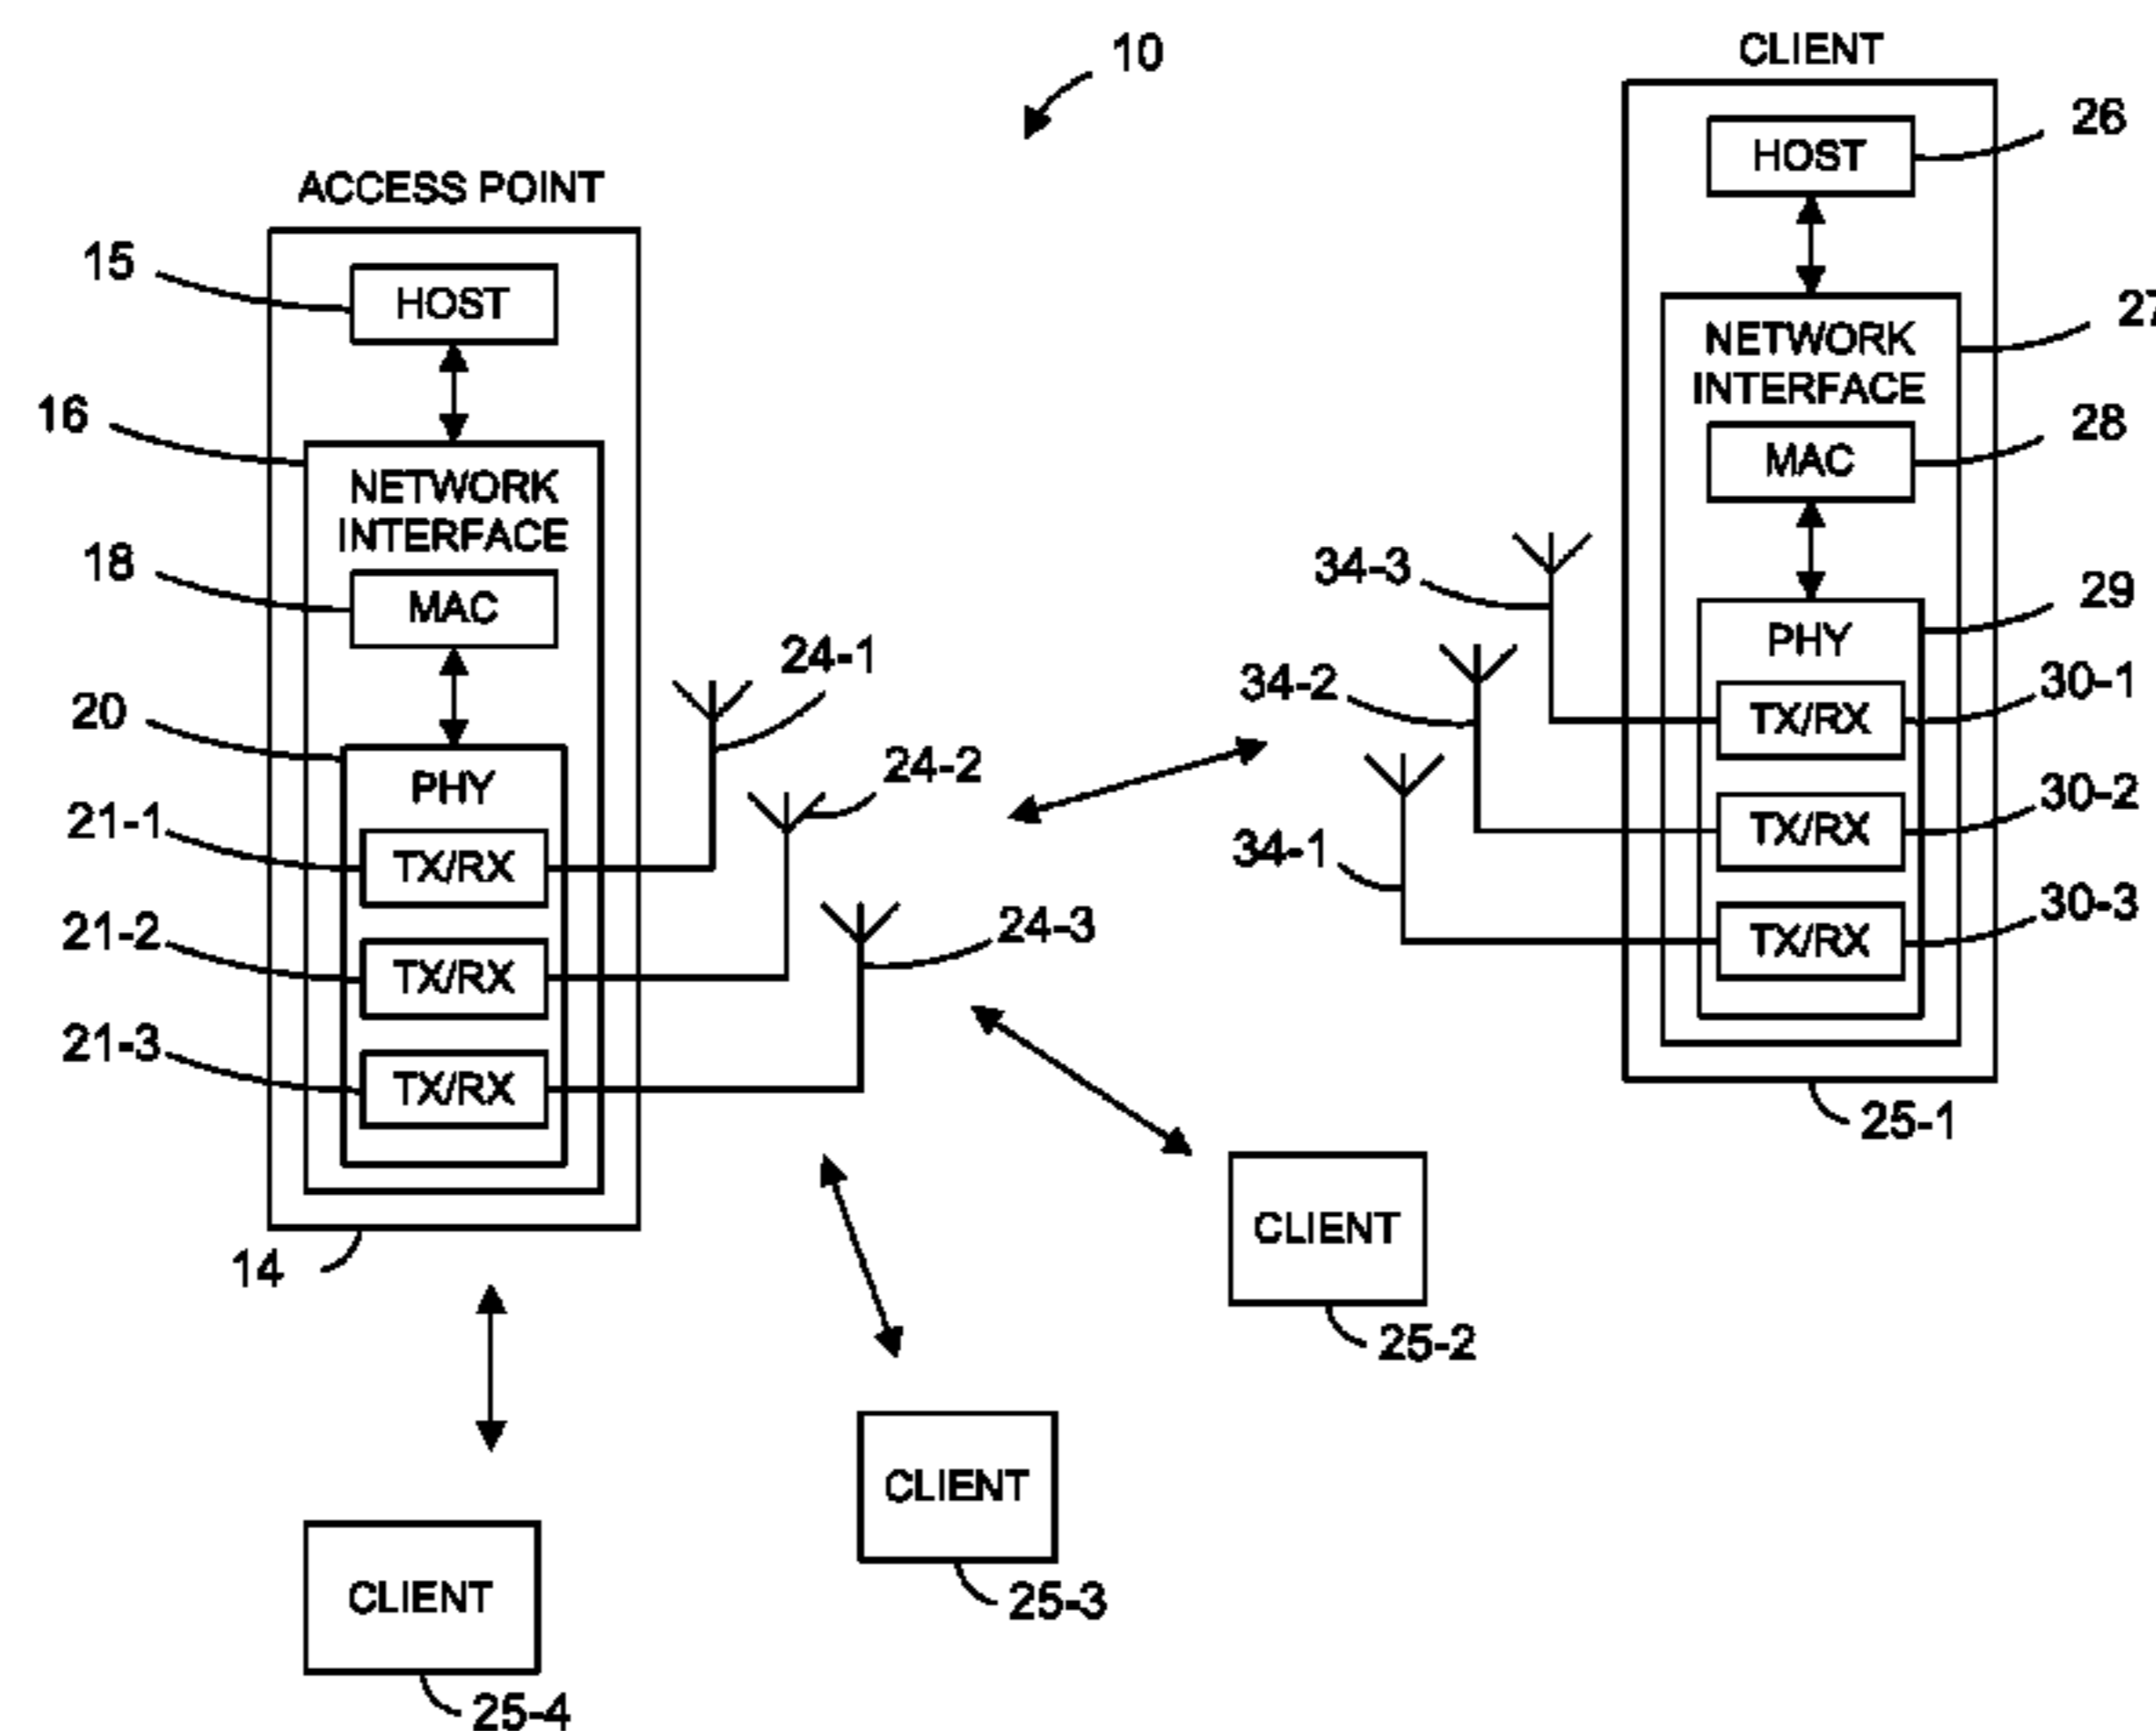 10
ACCESS POINT
15
HOST
16
NETWORK
INTERFACE
18
MAC
20
PHY
21-1
TX/RX
21-2
TX/RX
21-3
TX/RX
14
24-1
24-2
24-3
CLIENT
26
HOST
27
NETWORK
INTERFACE
28
MAC
29
PHY
34-3
34-2
34-1
30-1
TX/RX
30-2
TX/RX
30-3
TX/RX
25-1
CLIENT
25-2
CLIENT
25-3
CLIENT
25-4